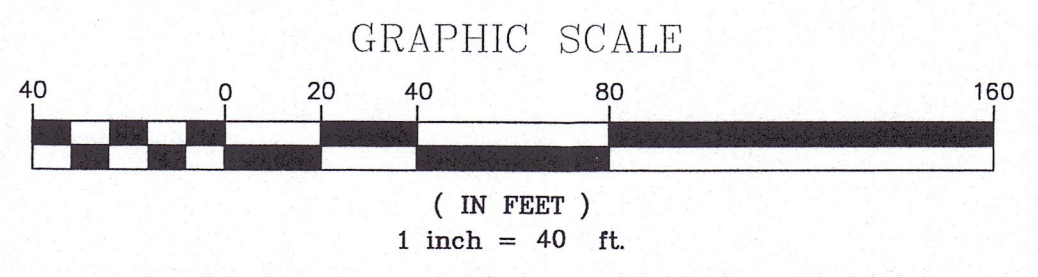 GRAPHIC SCALE
40 0 20 40 80 160
( IN FEET )
1 inch = 40 ft.